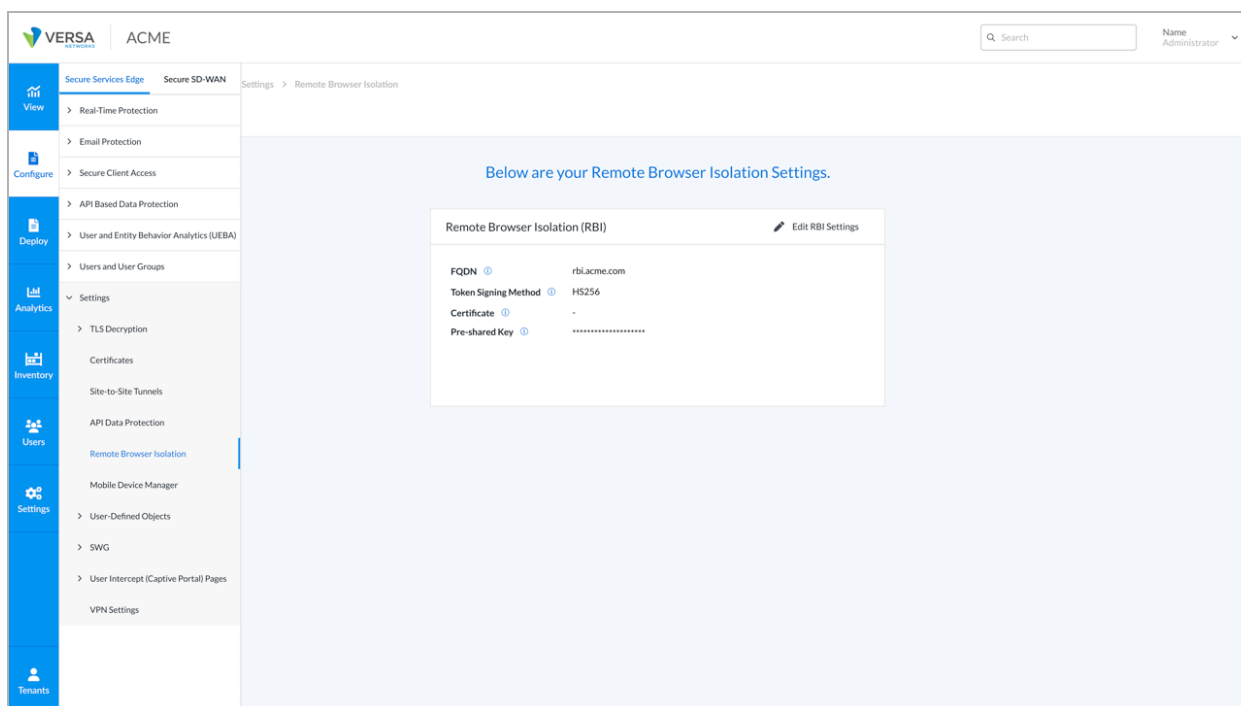 VERSA
NETWORKS
ACME
Search
Name
Administrator
View
Configure
Deploy
Analytics
Inventory
Users
Settings
Tenants
Secure Services Edge
Secure SD-WAN
> Real-Time Protection
> Email Protection
> Secure Client Access
> API Based Data Protection
> User and Entity Behavior Analytics (UEBA)
> Users and User Groups
Settings
> TLS Decryption
Certificates
Site-to-Site Tunnels
API Data Protection
Remote Browser Isolation
Mobile Device Manager
> User-Defined Objects
> SWG
> User Intercept (Captive Portal) Pages
VPN Settings
Settings > Remote Browser Isolation
Below are your Remote Browser Isolation Settings.
Remote Browser Isolation (RBI)
Edit RBI Settings
FQDN rbi.acme.com
Token Signing Method HS256
Certificate -
Pre-shared Key ********************